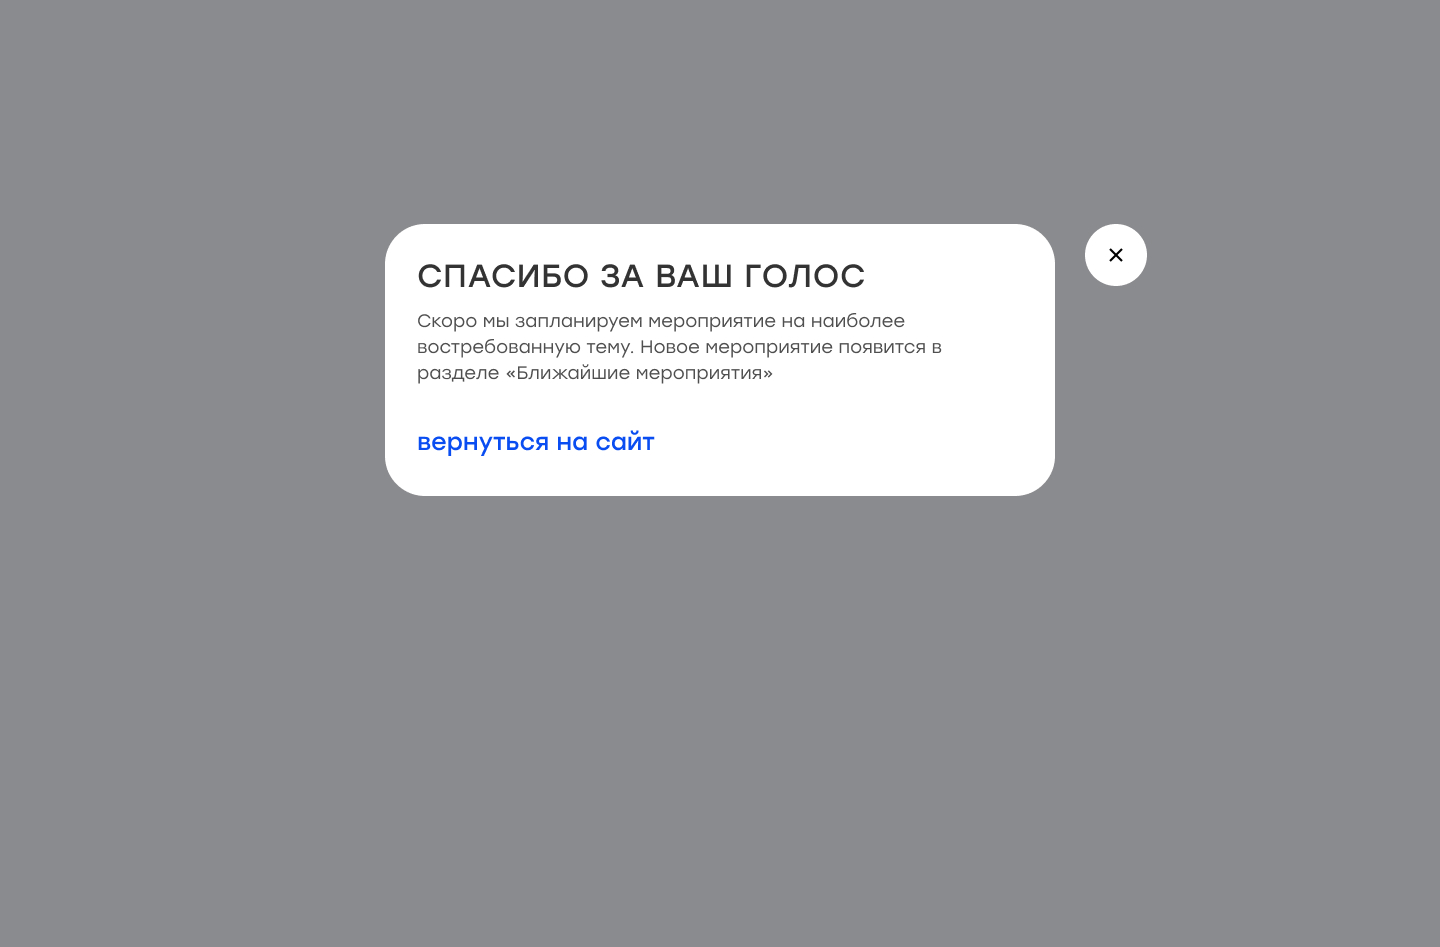 СПАСИБО ЗА ВАШ ГОЛОС
Скоро мы запланируем мероприятие на наиболее
востребованную тему. Новое мероприятие появится в
разделе «Ближайшие мероприятия»
вернуться на сайт